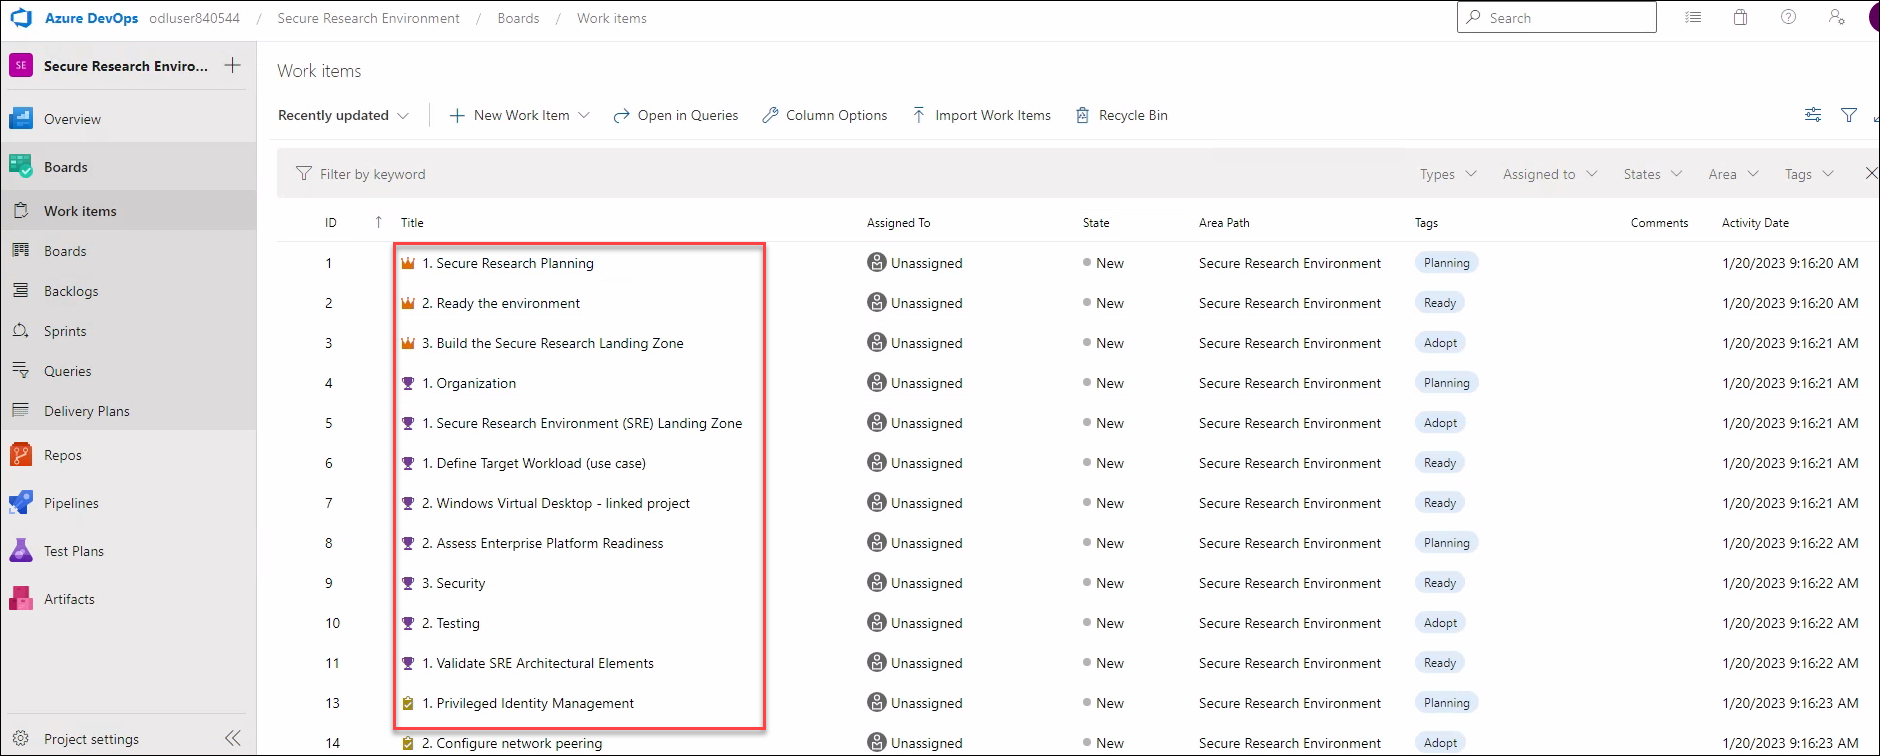 Azure DevOps odluser840544 / Secure Research Environment / Boards / Work items Search
SE Secure Research Enviro...
Work items
Recently updated New Work Item Open in Queries Column Options Import Work Items Recycle Bin
Overview
Boards
Filter by keyword Types Assigned to States Area Tags
Work items
ID Title Assigned To State Area Path Tags Comments Activity Date
Boards
1 1. Secure Research Planning Unassigned New Secure Research Environment Planning 1/20/2023 9:16:20 AM
Backlogs
2 2. Ready the environment Unassigned New Secure Research Environment Ready 1/20/2023 9:16:20 AM
Sprints
3 3. Build the Secure Research Landing Zone Unassigned New Secure Research Environment Adopt 1/20/2023 9:16:21 AM
Queries
4 1. Organization Unassigned New Secure Research Environment Planning 1/20/2023 9:16:21 AM
Delivery Plans
5 1. Secure Research Environment (SRE) Landing Zone Unassigned New Secure Research Environment Adopt 1/20/2023 9:16:21 AM
Repos
6 1. Define Target Workload (use case) Unassigned New Secure Research Environment Ready 1/20/2023 9:16:21 AM
Pipelines
7 2. Windows Virtual Desktop - linked project Unassigned New Secure Research Environment Ready 1/20/2023 9:16:21 AM
Test Plans
8 2. Assess Enterprise Platform Readiness Unassigned New Secure Research Environment Planning 1/20/2023 9:16:22 AM
9 3. Security Unassigned New Secure Research Environment Ready 1/20/2023 9:16:22 AM
Artifacts
10 2. Testing Unassigned New Secure Research Environment Adopt 1/20/2023 9:16:22 AM
11 1. Validate SRE Architectural Elements Unassigned New Secure Research Environment Ready 1/20/2023 9:16:22 AM
13 1. Privileged Identity Management Unassigned New Secure Research Environment Planning 1/20/2023 9:16:23 AM
Project settings
14 2. Configure network peering Unassigned New Secure Research Environment Adopt 1/20/2023 9:16:23 AM